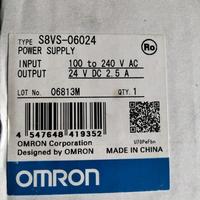 TYPE S8VS-06024
POWER SUPPLY
INPUT 100 to 240 V AC
OUTPUT 24 V DC 2.5 A
LOT No. 06813M QTY. 1
4 547648 419352
OMRON Corporation
Designed by OMRON
MADE IN CHINA
OMRON